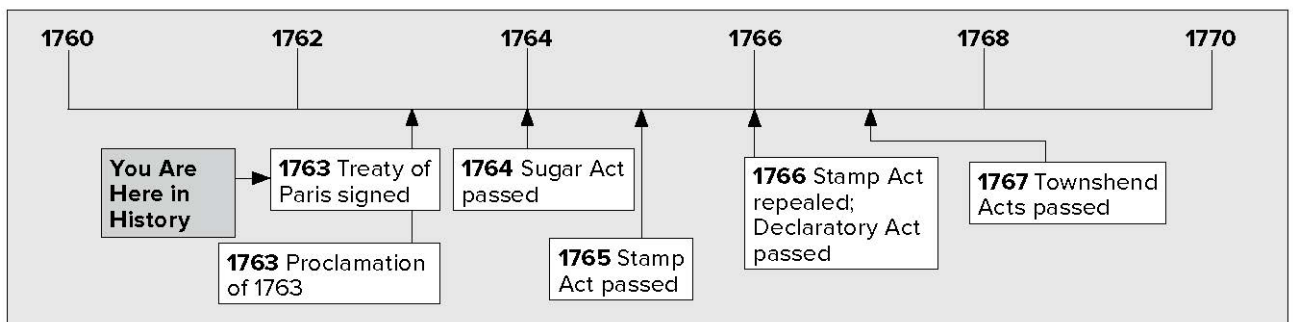 1760 1762 1764 1766 1768 1770
You Are
Here in
History
1763 Treaty of
Paris signed
1763 Proclamation
of 1763
1764 Sugar Act
passed
1765 Stamp
Act passed
1766 Stamp Act
repealed;
Declaratory Act
passed
1767 Townshend
Acts passed